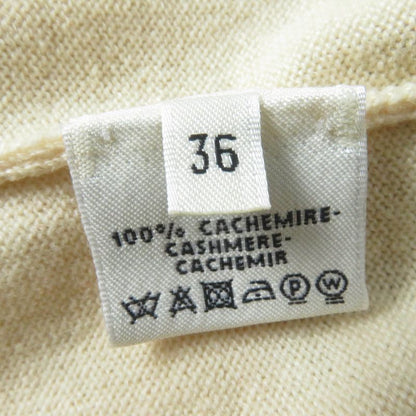 36
100% CACHEMIRE-
CASHMERE-
CACHEMIR
P W